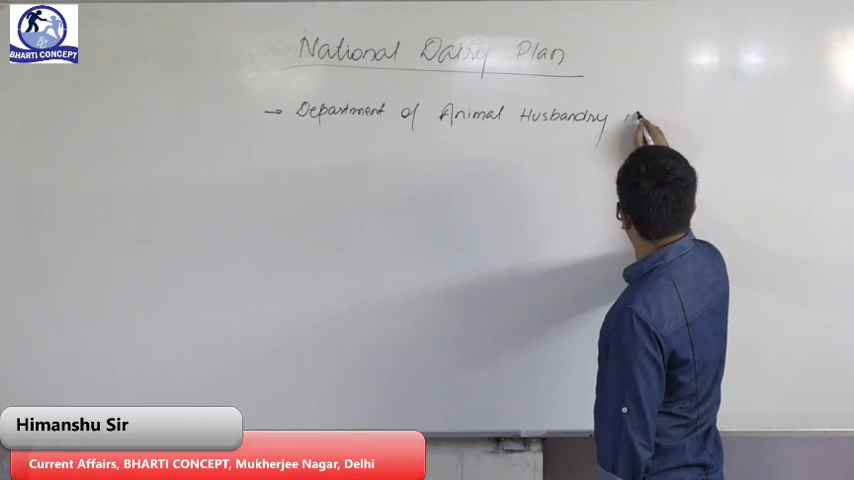 BHARTI CONCEPT
National Dairy Plan
→ Department of Animal Husbandry
Himanshu Sir
Current Affairs, BHARTI CONCEPT, Mukherjee Nagar, Delhi